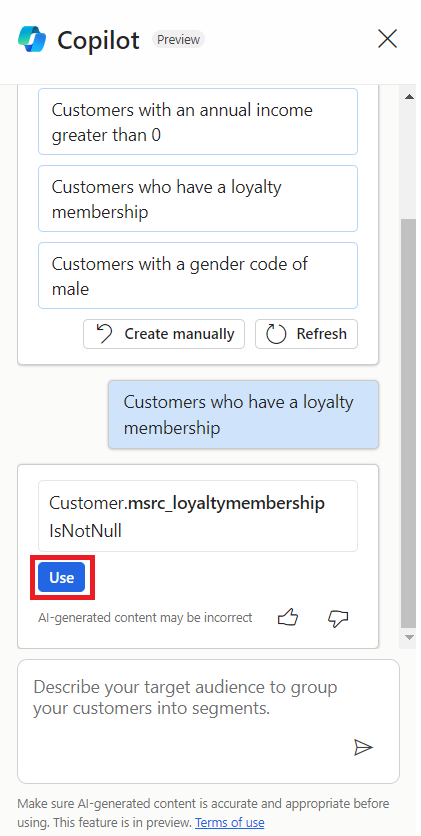 Copilot Preview
Customers with an annual income
greater than 0
Customers who have a loyalty
membership
Customers with a gender code of
male
Create manually Refresh
Customers who have a loyalty
membership
Customer.msrc_loyaltymembership
IsNotNull
Use
AI-generated content may be incorrect
Describe your target audience to group
your customers into segments.
Make sure AI-generated content is accurate and appropriate before
using. This feature is in preview. Terms of use